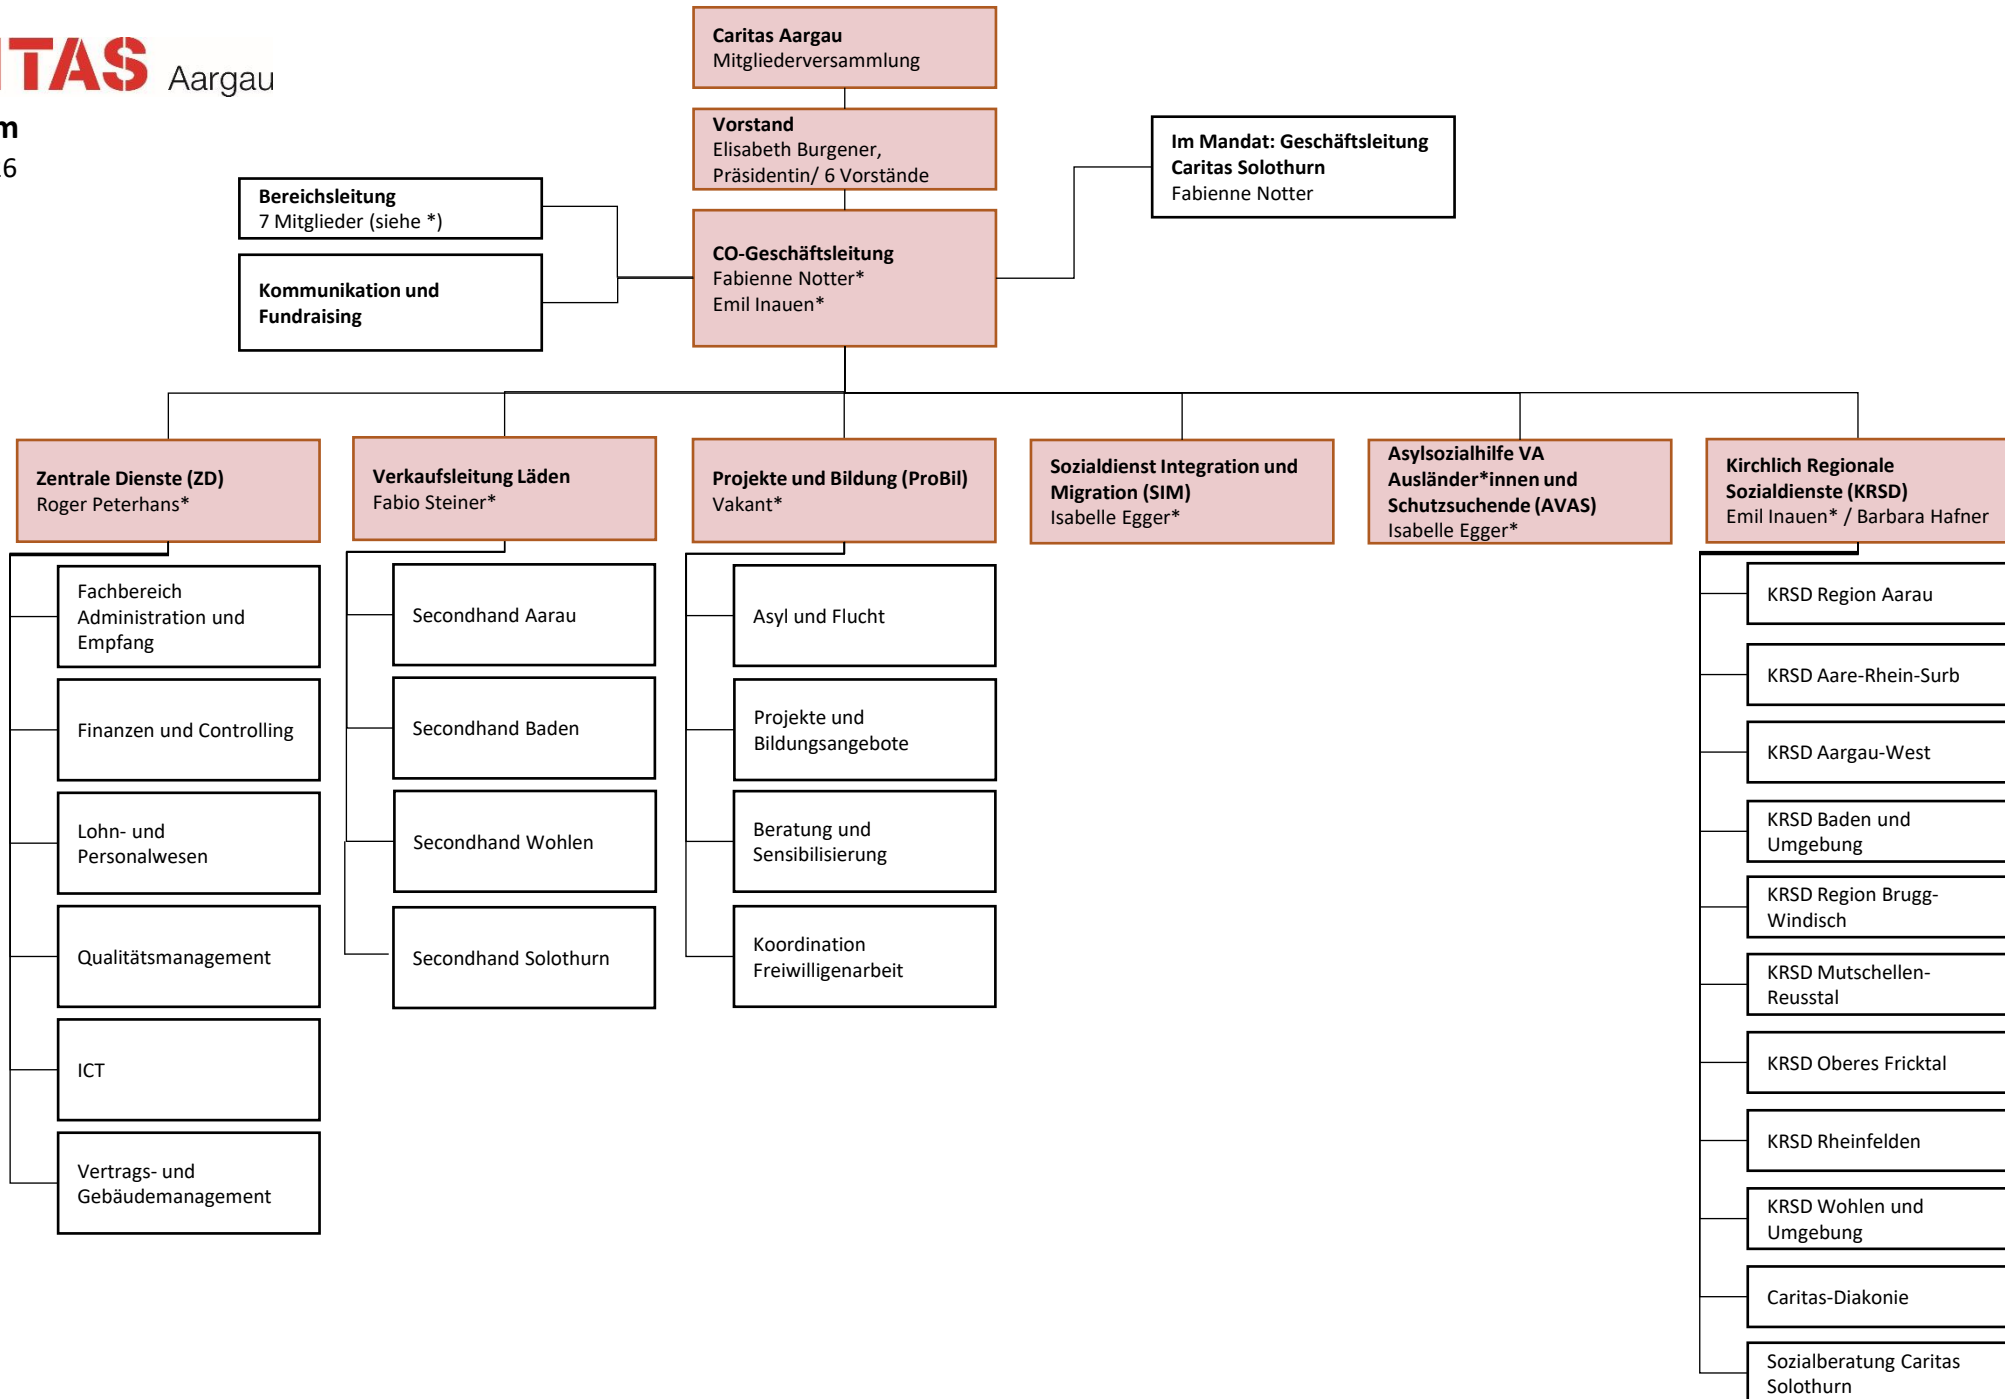 ITAS Aargau
m
26
Caritas Aargau
Mitgliederversammlung
Vorstand
Elisabeth Burgener,
Präsidentin/ 6 Vorstände
Im Mandat: Geschäftsleitung
Caritas Solothurn
Fabienne Notter
Bereichsleitung
7 Mitglieder (siehe *)
Kommunikation und
Fundraising
CO-Geschäftsleitung
Fabienne Notter*
Emil Inauen*
Zentrale Dienste (ZD)
Roger Peterhans*
Fachbereich
Administration und
Empfang
Finanzen und Controlling
Lohn- und
Personalwesen
Qualitätsmanagement
ICT
Vertrags- und
Gebäudemanagement
Verkaufsleitung Läden
Fabio Steiner*
Secondhand Aarau
Secondhand Baden
Secondhand Wohlen
Secondhand Solothurn
Projekte und Bildung (ProBil)
Vakant*
Asyl und Flucht
Projekte und
Bildungsangebote
Beratung und
Sensibilisierung
Koordination
Freiwilligenarbeit
Sozialdienst Integration und
Migration (SIM)
Isabelle Egger*
Asylsozialhilfe VA
Ausländer*innen und
Schutzsuchende (AVAS)
Isabelle Egger*
Kirchlich Regionale
Sozialdienste (KRSD)
Emil Inauen* / Barbara Hafner
KRSD Region Aarau
KRSD Aare-Rhein-Surb
KRSD Aargau-West
KRSD Baden und
Umgebung
KRSD Region Brugg-
Windisch
KRSD Mutschellen-
Reusstal
KRSD Oberes Fricktal
KRSD Rheinfelden
KRSD Wohlen und
Umgebung
Caritas-Diakonie
Sozialberatung Caritas
Solothurn